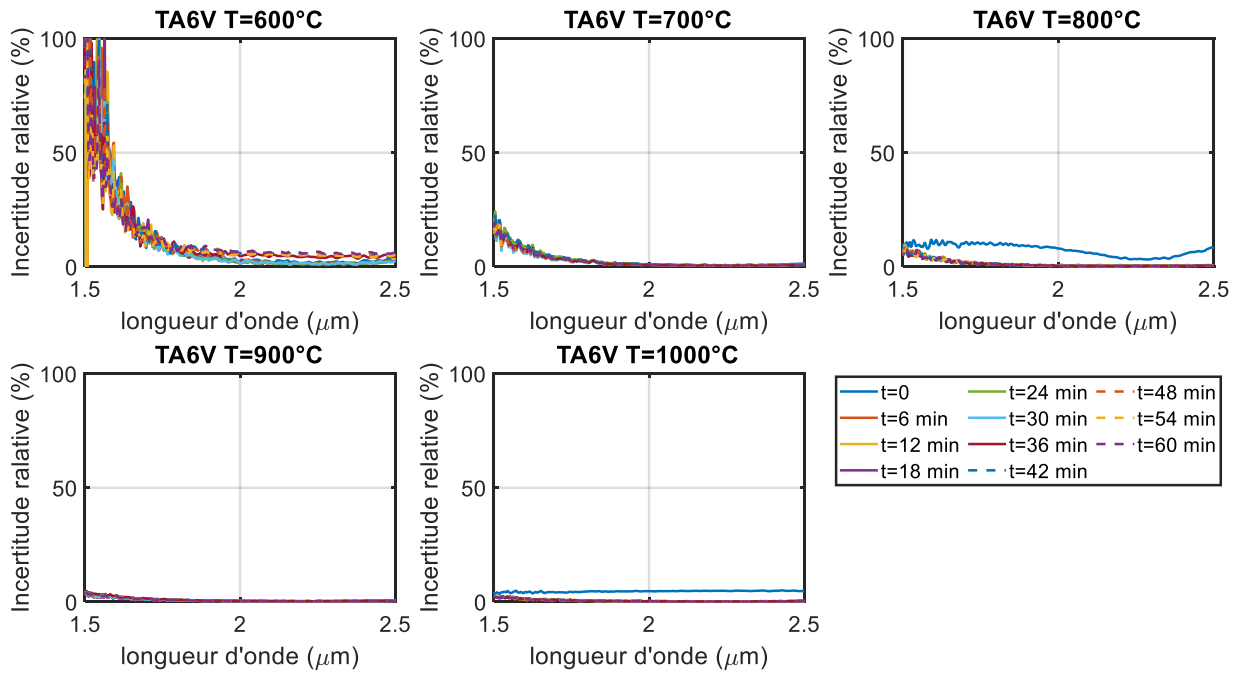 TA6V T=600°C
Incertitude ralative (%)
100
50
0
1.5
2
2.5
longueur d'onde (μm)
TA6V T=700°C
Incertitude ralative (%)
100
50
0
1.5
2
2.5
longueur d'onde (μm)
TA6V T=800°C
Incertitude ralative (%)
100
50
0
1.5
2
2.5
longueur d'onde (μm)
TA6V T=900°C
Incertitude ralative (%)
100
50
0
1.5
2
2.5
longueur d'onde (μm)
TA6V T=1000°C
Incertitude ralative (%)
100
50
0
1.5
2
2.5
longueur d'onde (μm)
t=0
t=6 min
t=12 min
t=18 min
t=24 min
t=30 min
t=36 min
t=42 min
t=48 min
t=54 min
t=60 min